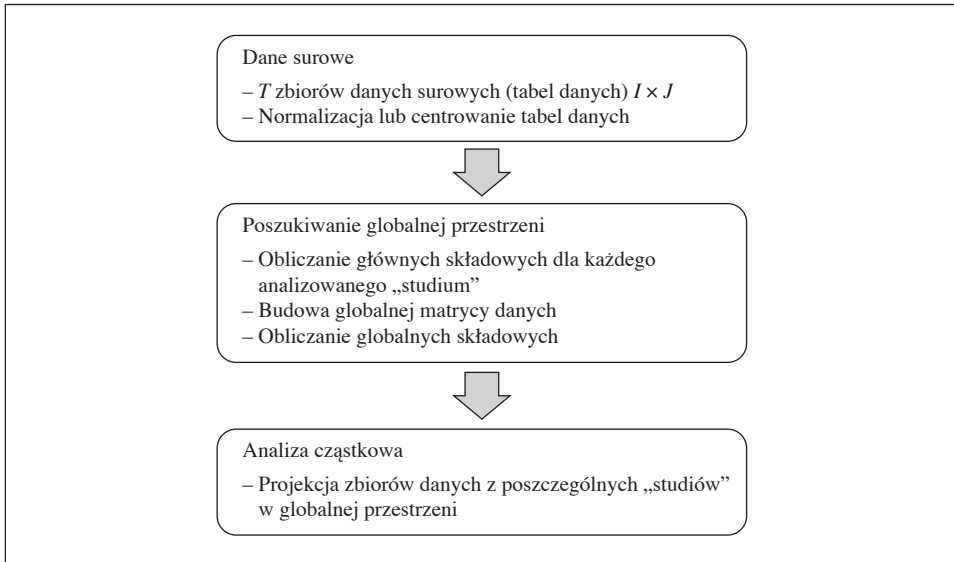 Dane surowe
– T zbiorów danych surowych (tabel danych) I × J
– Normalizacja lub centrowanie tabel danych
Poszukiwanie globalnej przestrzeni
– Obliczanie głównych składowych dla każdego
analizowanego „studium”
– Budowa globalnej matrycy danych
– Obliczanie globalnych składowych
Analiza cząstkowa
– Projekcja zbiorów danych z poszczególnych „studiów”
w globalnej przestrzeni